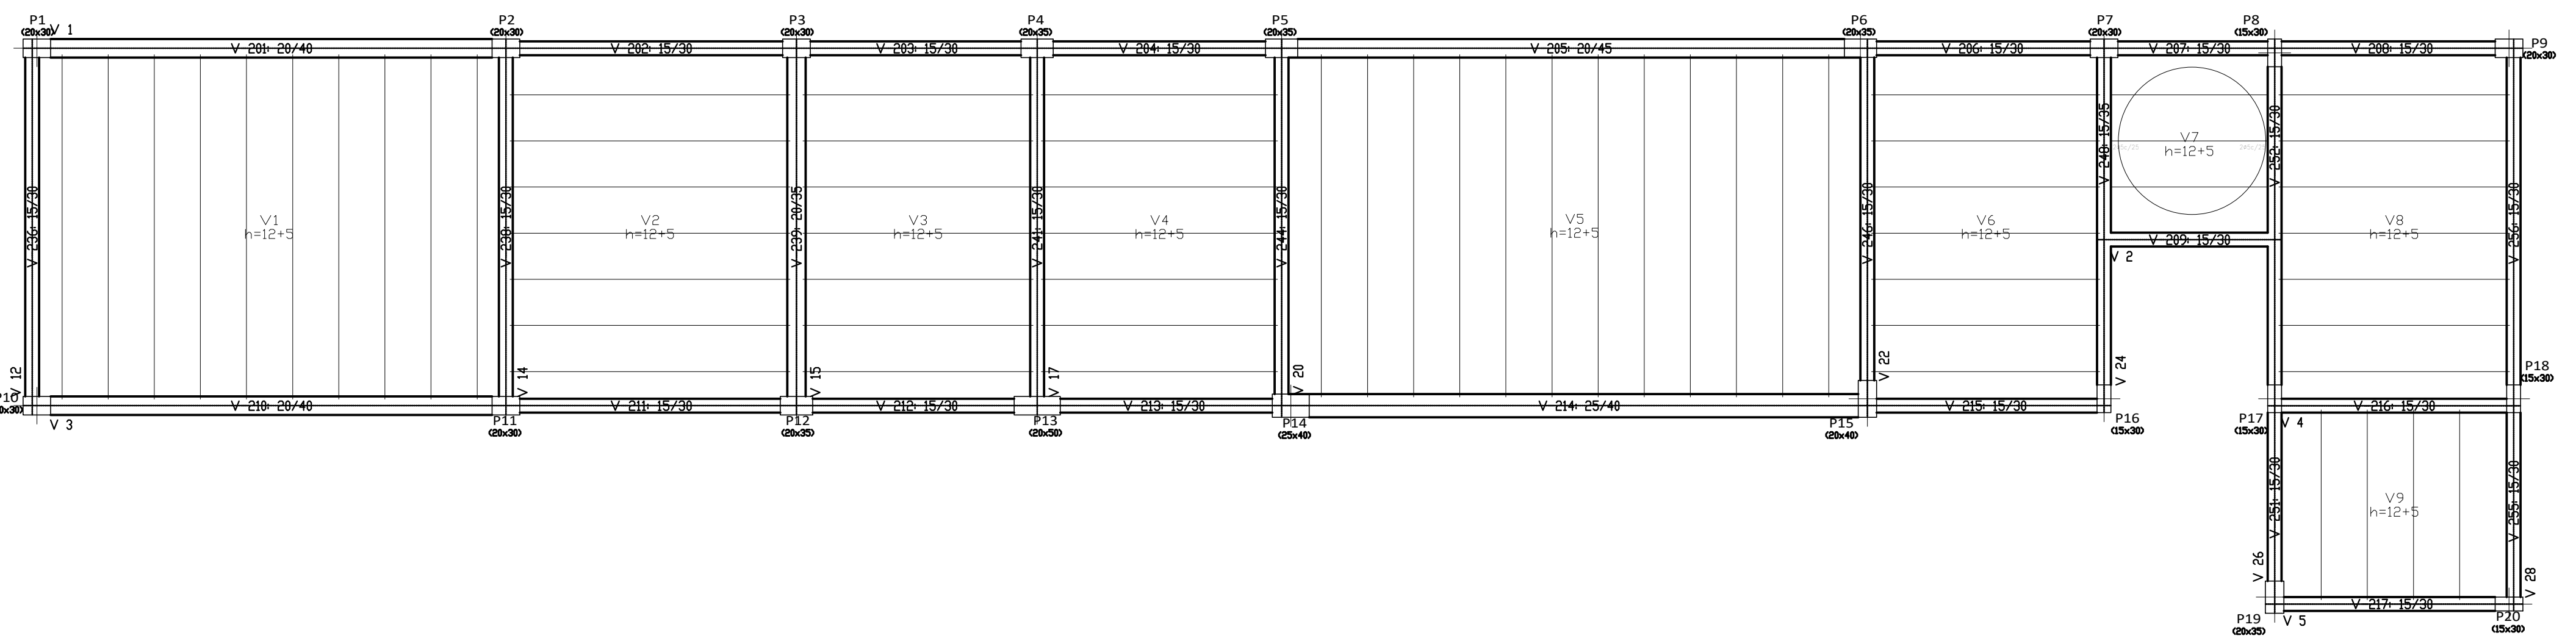 P1
(20x30)
V 1
P2
(20x30)
P3
(20x30)
P4
(20x35)
P5
(20x35)
P6
(20x35)
P7
(20x30)
P8
(15x30)
P9
(20x30)
V 201: 20/40
V 202: 15/30
V 203: 15/30
V 204: 15/30
V 205: 20/45
V 206: 15/30
V 207: 15/30
V 208: 15/30
V 236: 15/30
V1
h=12+5
V 238: 15/30
V2
h=12+5
V 239: 20/35
V3
h=12+5
V 241: 15/30
V4
h=12+5
V 244: 15/30
V5
h=12+5
V 246: 15/30
V6
h=12+5
V 248: 15/35
V7
h=12+5
V 252: 15/30
V8
h=12+5
V 256: 15/30
V 209: 15/30
V 2
V 12
V 14
V 15
V 17
V 20
V 22
V 24
P18
(15x30)
P10
V 210: 20/40
V 211: 15/30
V 212: 15/30
V 213: 15/30
V 214: 25/40
V 215: 15/30
V 216: 15/30
V 3
P11
(20x30)
P12
(20x35)
P13
(20x50)
P14
(25x40)
P15
(20x40)
P16
(15x30)
P17
(15x30)
V 4
V 251: 15/30
V9
h=12+5
V 255: 15/30
V 26
V 28
V 217: 15/30
P19
(20x35)
V 5
P20
(15x30)